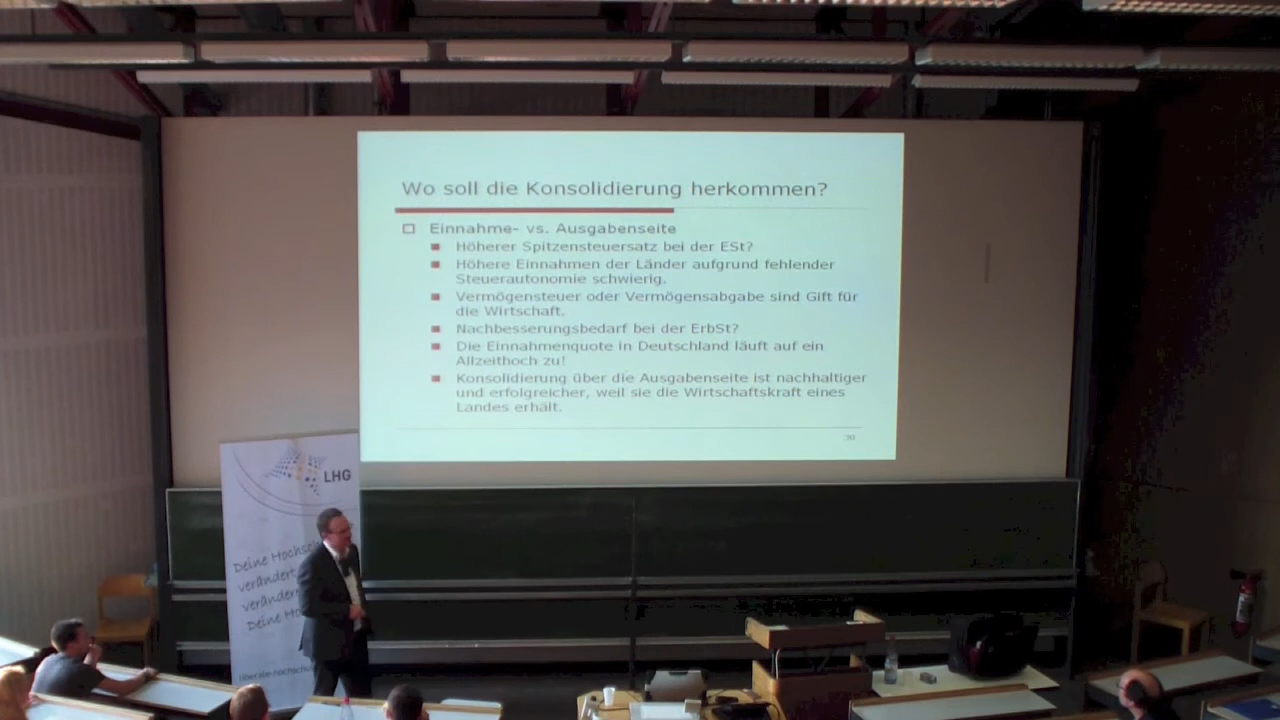 Wo soll die Konsolidierung herkommen?
Einnahme- vs. Ausgabenseite
Höherer Spitzensteuersatz bei der ESt?
Höhere Einnahmen der Länder aufgrund fehlender
Steuerautonomie schwierig.
Vermögensteuer oder Vermögensabgabe sind Gift für
die Wirtschaft.
Nachbesserungsbedarf bei der ErbSt?
Die Einnahmenquote in Deutschland läuft auf ein
Allzeithoch zu!
Konsolidierung über die Ausgabenseite ist nachhaltiger
und erfolgreicher, weil sie die Wirtschaftskraft eines
Landes erhält.
LHG
Deine Hochsch
verändert
verändere
Deine Ho
liberale-hochschul